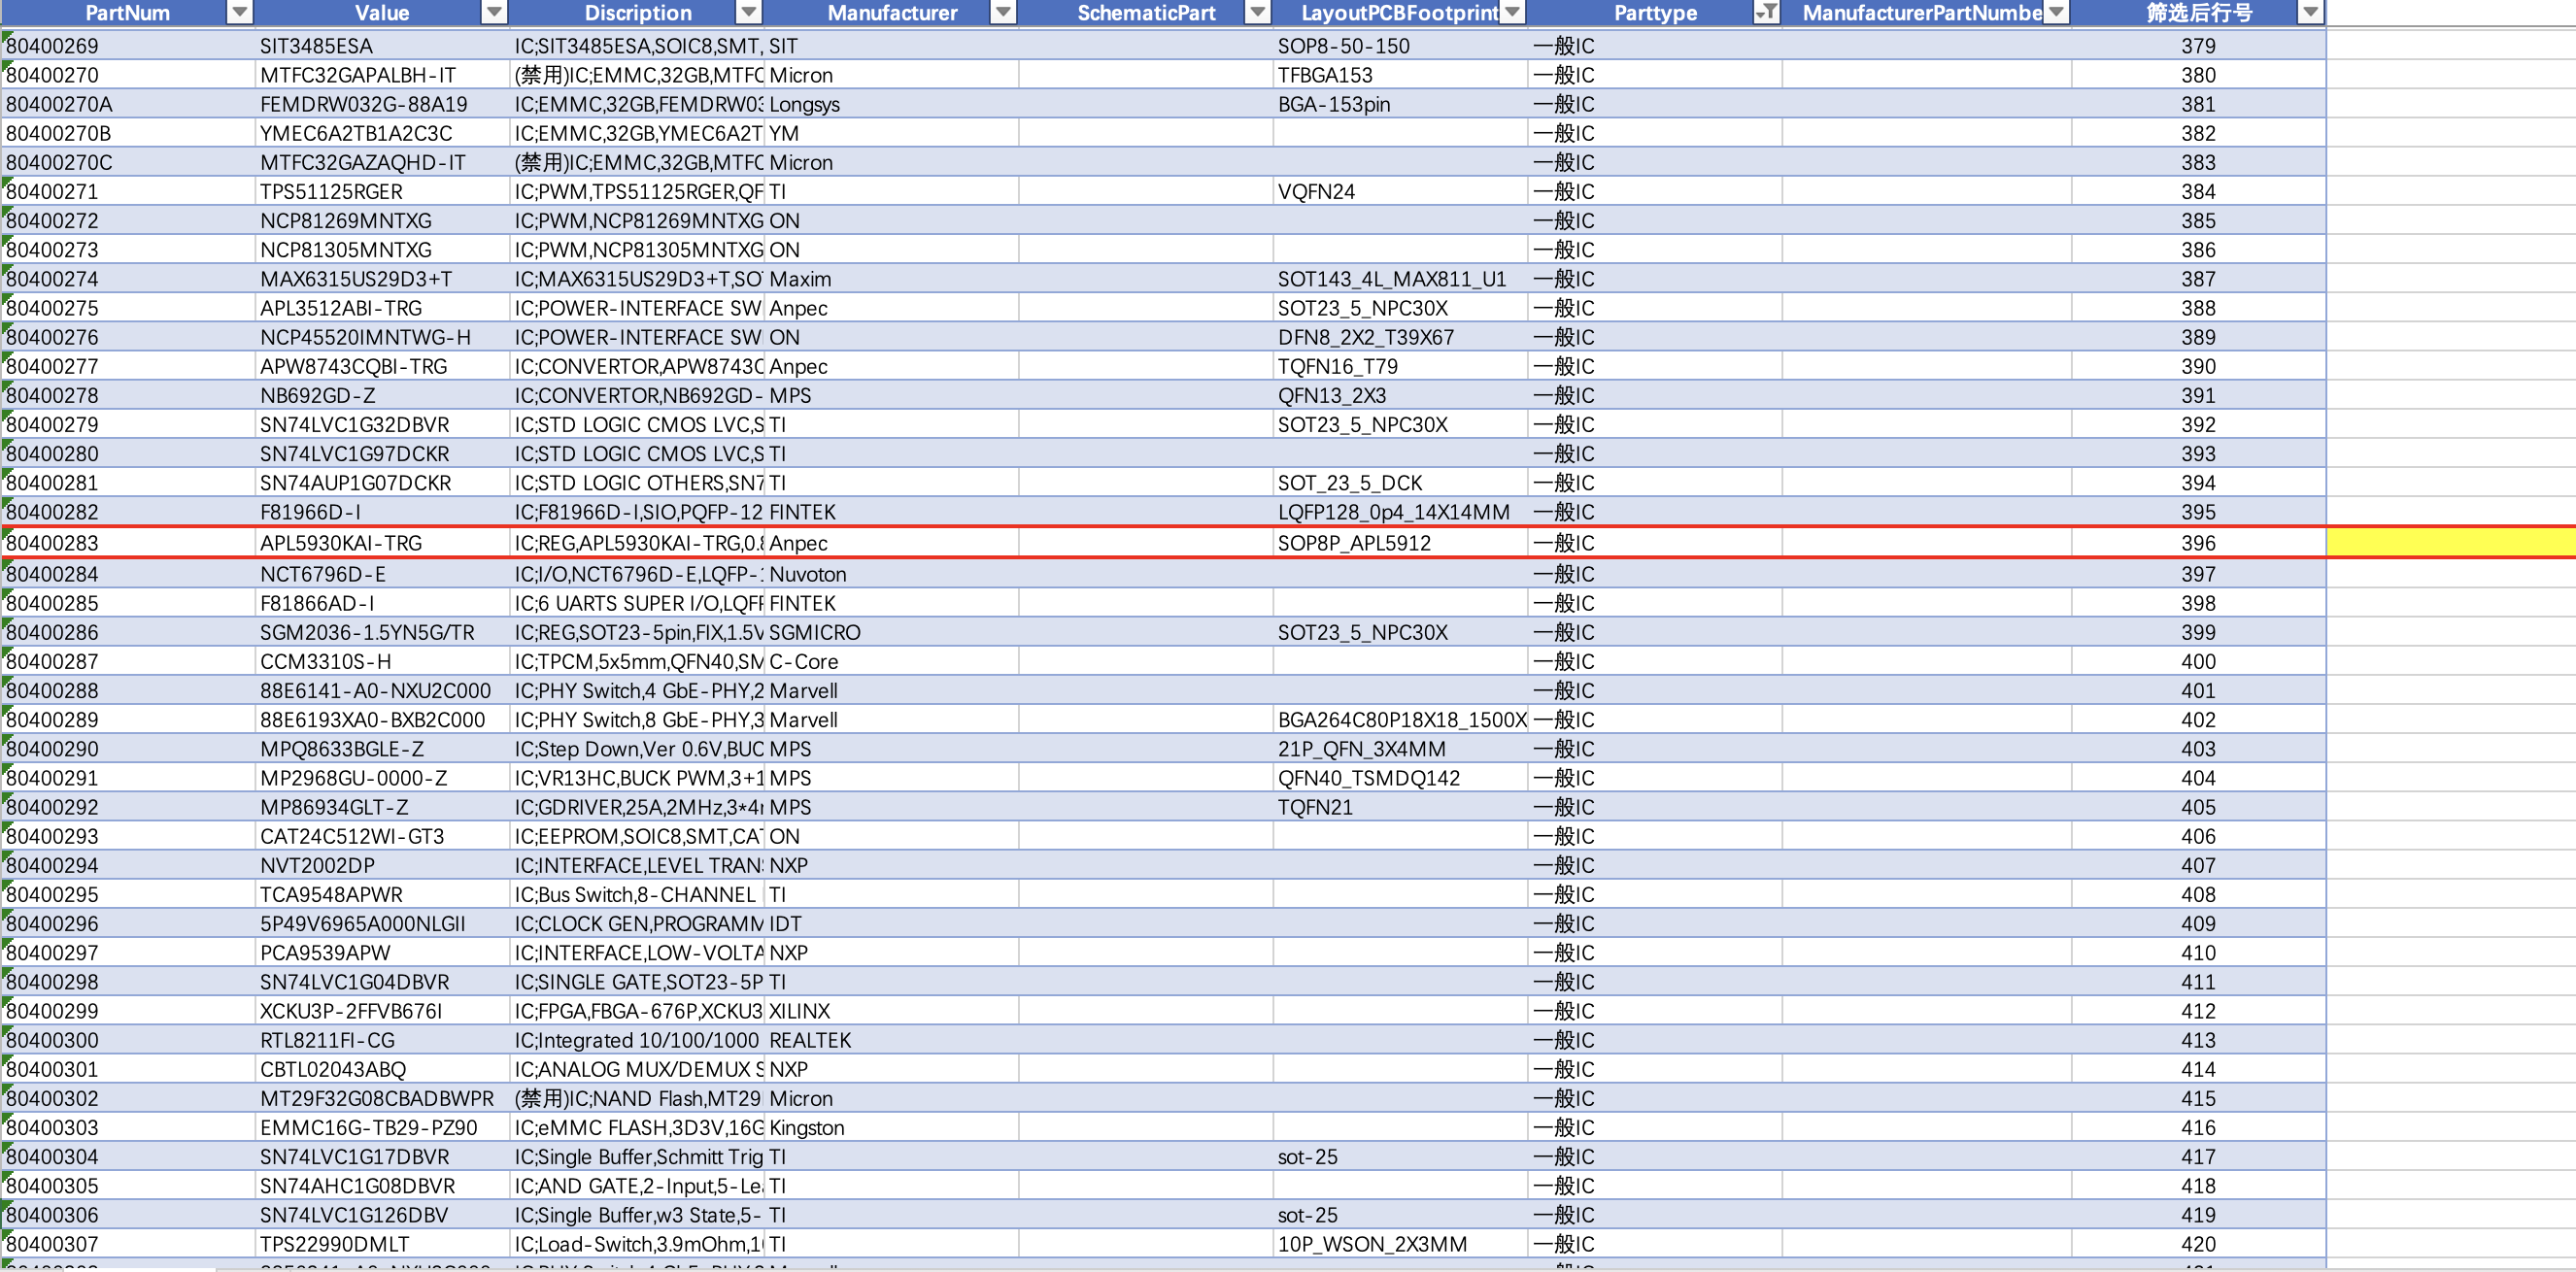 PartNum Value Discription Manufacturer SchematicPart LayoutPCBFootprint Parttype ManufacturerPartNumbe 筛选后行号
80400269 SIT3485ESA IC;SIT3485ESA,SOIC8,SMT, SIT SOP8-50-150 一般IC 379
80400270 MTFC32GAPALBH-IT (禁用)IC;EMMC,32GB,MTFC Micron TFBGA153 一般IC 380
80400270A FEMDRW032G-88A19 IC;EMMC,32GB,FEMDRW03 Longsys BGA-153pin 一般IC 381
80400270B YMEC6A2TB1A2C3C IC;EMMC,32GB,YMEC6A2T YM 一般IC 382
80400270C MTFC32GAZAQHD-IT (禁用)IC;EMMC,32GB,MTFC Micron 一般IC 383
80400271 TPS51125RGER IC;PWM,TPS51125RGER,QF TI VQFN24 一般IC 384
80400272 NCP81269MNTXG IC;PWM,NCP81269MNTXG ON 一般IC 385
80400273 NCP81305MNTXG IC;PWM,NCP81305MNTXG ON 一般IC 386
80400274 MAX6315US29D3+T IC;MAX6315US29D3+T,SO Maxim SOT143_4L_MAX811_U1 一般IC 387
80400275 APL3512ABI-TRG IC;POWER-INTERFACE SW Anpec SOT23_5_NPC30X 一般IC 388
80400276 NCP45520IMNTWG-H IC;POWER-INTERFACE SW ON DFN8_2X2_T39X67 一般IC 389
80400277 APW8743CQBI-TRG IC;CONVERTOR,APW8743C Anpec TQFN16_T79 一般IC 390
80400278 NB692GD-Z IC;CONVERTOR,NB692GD- MPS QFN13_2X3 一般IC 391
80400279 SN74LVC1G32DBVR IC;STD LOGIC CMOS LVC,S TI SOT23_5_NPC30X 一般IC 392
80400280 SN74LVC1G97DCKR IC;STD LOGIC CMOS LVC,S TI 一般IC 393
80400281 SN74AUP1G07DCKR IC;STD LOGIC OTHERS,SN7 TI SOT_23_5_DCK 一般IC 394
80400282 F81966D-I IC;F81966D-I,SIO,PQFP-12 FINTEK LQFP128_0p4_14X14MM 一般IC 395
80400283 APL5930KAI-TRG IC;REG,APL5930KAI-TRG,0.8 Anpec SOP8P_APL5912 一般IC 396
80400284 NCT6796D-E IC;I/O,NCT6796D-E,LQFP-1 Nuvoton 一般IC 397
80400285 F81866AD-I IC;6 UARTS SUPER I/O,LQFP FINTEK 一般IC 398
80400286 SGM2036-1.5YN5G/TR IC;REG,SOT23-5pin,FIX,1.5V SGMICRO SOT23_5_NPC30X 一般IC 399
80400287 CCM3310S-H IC;TPCM,5x5mm,QFN40,SM C-Core 一般IC 400
80400288 88E6141-A0-NXU2C000 IC;PHY Switch,4 GbE-PHY,2 Marvell 一般IC 401
80400289 88E6193XA0-BXB2C000 IC;PHY Switch,8 GbE-PHY,3 Marvell BGA264C80P18X18_1500X 一般IC 402
80400290 MPQ8633BGLE-Z IC;Step Down,Ver 0.6V,BUC MPS 21P_QFN_3X4MM 一般IC 403
80400291 MP2968GU-0000-Z IC;VR13HC,BUCK PWM,3+1 MPS QFN40_TSMDQ142 一般IC 404
80400292 MP86934GLT-Z IC;GDRIVER,25A,2MHz,3*4 MPS TQFN21 一般IC 405
80400293 CAT24C512WI-GT3 IC;EEPROM,SOIC8,SMT,CAT ON 一般IC 406
80400294 NVT2002DP IC;INTERFACE,LEVEL TRANS NXP 一般IC 407
80400295 TCA9548APWR IC;Bus Switch,8-CHANNEL TI 一般IC 408
80400296 5P49V6965A000NLGII IC;CLOCK GEN,PROGRAMM IDT 一般IC 409
80400297 PCA9539APW IC;INTERFACE,LOW-VOLTA NXP 一般IC 410
80400298 SN74LVC1G04DBVR IC;SINGLE GATE,SOT23-5P TI 一般IC 411
80400299 XCKU3P-2FFVB676I IC;FPGA,FBGA-676P,XCKU3 XILINX 一般IC 412
80400300 RTL8211FI-CG IC;Integrated 10/100/1000 REALTEK 一般IC 413
80400301 CBTL02043ABQ IC;ANALOG MUX/DEMUX S NXP 一般IC 414
80400302 MT29F32G08CBADBWPR (禁用)IC;NAND Flash,MT29 Micron 一般IC 415
80400303 EMMC16G-TB29-PZ90 IC;eMMC FLASH,3D3V,16G Kingston 一般IC 416
80400304 SN74LVC1G17DBVR IC;Single Buffer,Schmitt Trig TI sot-25 一般IC 417
80400305 SN74AHC1G08DBVR IC;AND GATE,2-Input,5-Le TI 一般IC 418
80400306 SN74LVC1G126DBV IC;Single Buffer,w3 State,5- TI sot-25 一般IC 419
80400307 TPS22990DMLT IC;Load-Switch,3.9mOhm,1 TI 10P_WSON_2X3MM 一般IC 420